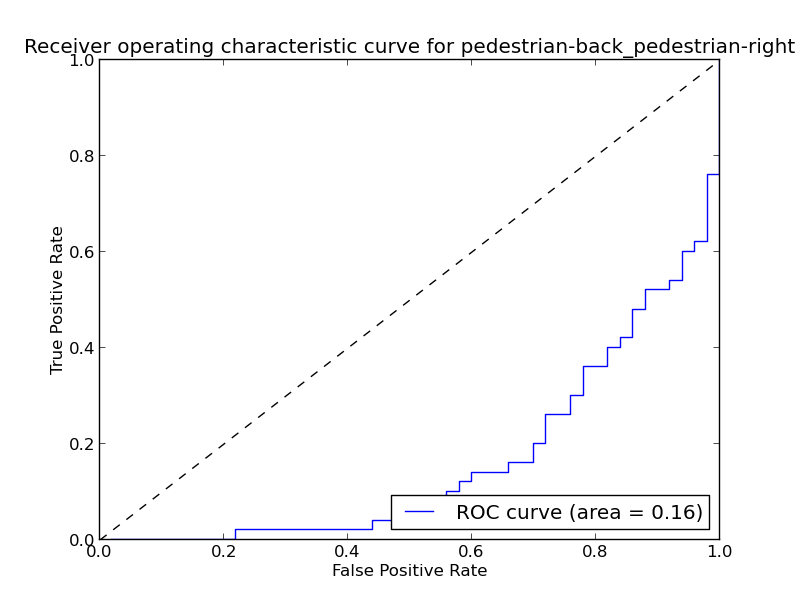 Receiver operating characteristic curve for pedestrian-back_pedestrian-right
1.0
0.8
0.6
0.4
0.2
0.0
True Positive Rate
ROC curve (area = 0.16)
0.0 0.2 0.4 0.6 0.8 1.0
False Positive Rate